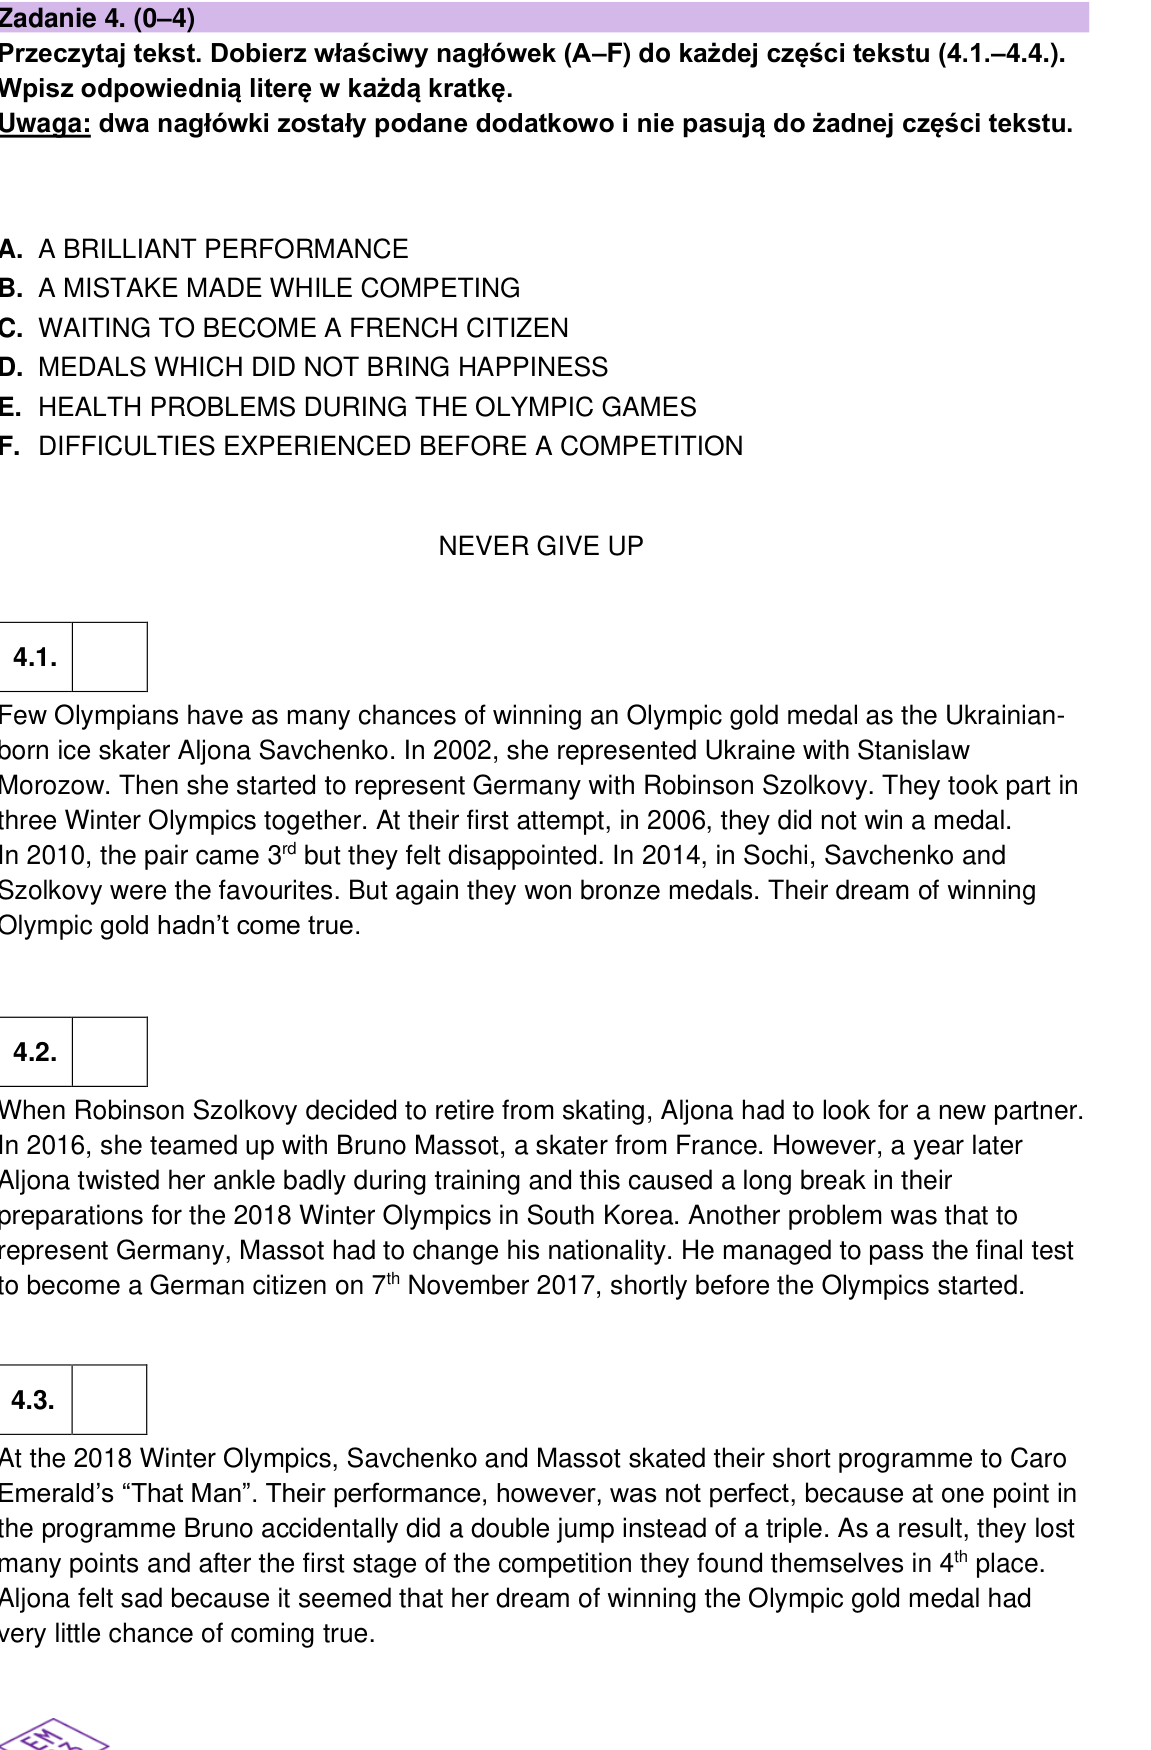 Zadanie 4. (0–4)
Przeczytaj tekst. Dobierz właściwy nagłówek (A–F) do każdej części tekstu (4.1.–4.4.).
Wpisz odpowiednią literę w każdą kratkę.
Uwaga: dwa nagłówki zostały podane dodatkowo i nie pasują do żadnej części tekstu.
A. A BRILLIANT PERFORMANCE
B. A MISTAKE MADE WHILE COMPETING
C. WAITING TO BECOME A FRENCH CITIZEN
D. MEDALS WHICH DID NOT BRING HAPPINESS
E. HEALTH PROBLEMS DURING THE OLYMPIC GAMES
F. DIFFICULTIES EXPERIENCED BEFORE A COMPETITION
NEVER GIVE UP
4.1.
Few Olympians have as many chances of winning an Olympic gold medal as the Ukrainian-
born ice skater Aljona Savchenko. In 2002, she represented Ukraine with Stanislaw
Morozow. Then she started to represent Germany with Robinson Szolkovy. They took part in
three Winter Olympics together. At their first attempt, in 2006, they did not win a medal.
In 2010, the pair came 3rd but they felt disappointed. In 2014, in Sochi, Savchenko and
Szolkovy were the favourites. But again they won bronze medals. Their dream of winning
Olympic gold hadn’t come true.
4.2.
When Robinson Szolkovy decided to retire from skating, Aljona had to look for a new partner.
In 2016, she teamed up with Bruno Massot, a skater from France. However, a year later
Aljona twisted her ankle badly during training and this caused a long break in their
preparations for the 2018 Winter Olympics in South Korea. Another problem was that to
represent Germany, Massot had to change his nationality. He managed to pass the final test
to become a German citizen on 7th November 2017, shortly before the Olympics started.
4.3.
At the 2018 Winter Olympics, Savchenko and Massot skated their short programme to Caro
Emerald’s “That Man”. Their performance, however, was not perfect, because at one point in
the programme Bruno accidentally did a double jump instead of a triple. As a result, they lost
many points and after the first stage of the competition they found themselves in 4th place.
Aljona felt sad because it seemed that her dream of winning the Olympic gold medal had
very little chance of coming true.